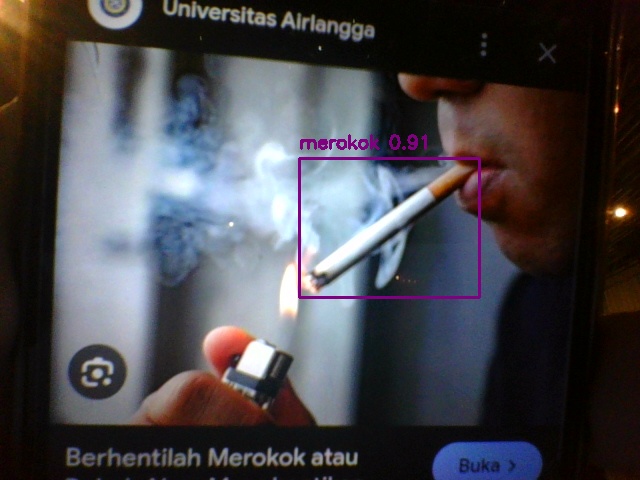 Universitas Airlangga
merokok 0.91
Berhentilah Merokok atau
Buka >